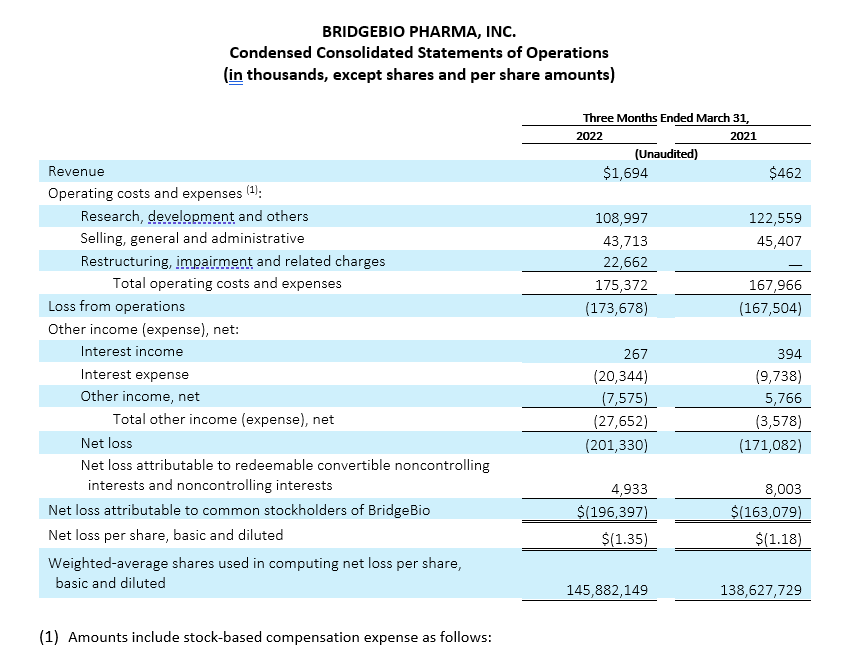 BRIDGEBIO PHARMA, INC.
Condensed Consolidated Statements of Operations
(in thousands, except shares and per share amounts)
Three Months Ended March 31,
2022 2021
(Unaudited)
Revenue $1,694 $462
Operating costs and expenses (1):
Research, development and others 108,997 122,559
Selling, general and administrative 43,713 45,407
Restructuring, impairment and related charges 22,662 —
Total operating costs and expenses 175,372 167,966
Loss from operations (173,678) (167,504)
Other income (expense), net:
Interest income 267 394
Interest expense (20,344) (9,738)
Other income, net (7,575) 5,766
Total other income (expense), net (27,652) (3,578)
Net loss (201,330) (171,082)
Net loss attributable to redeemable convertible noncontrolling
interests and noncontrolling interests 4,933 8,003
Net loss attributable to common stockholders of BridgeBio $(196,397) $(163,079)
Net loss per share, basic and diluted $(1.35) $(1.18)
Weighted-average shares used in computing net loss per share,
basic and diluted 145,882,149 138,627,729
(1) Amounts include stock-based compensation expense as follows: